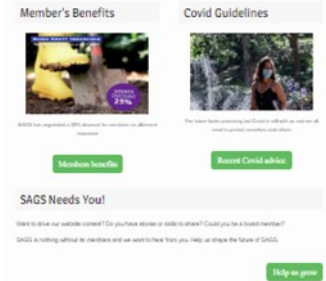 Member's Benefits
Covid Guidelines
25%
SAGS has negotiated a 25% discount for members on allotment
insurance
The future looks promising but Covid is still with us and we all
need to protect ourselves and others
Members benefits
Recent Covid advice
SAGS Needs You!
Want to drive our website content? Do you have stories or skills to share? Could you be a board member?
SAGS is nothing without its members and we want to hear from you. Help us shape the future of SAGS.
Help us grow